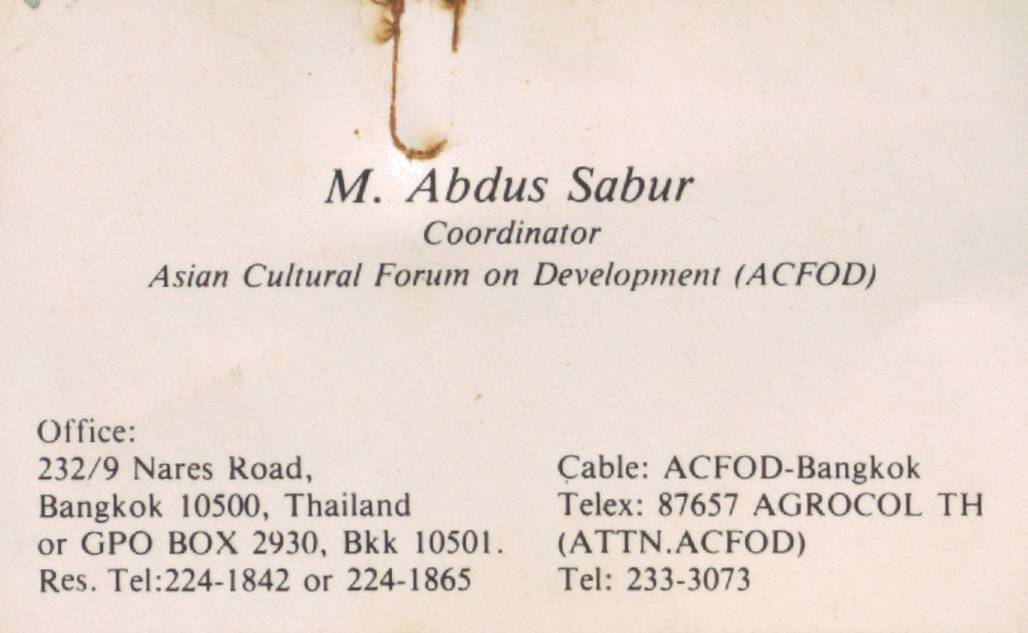 M. Abdus Sabur
Coordinator
Asian Cultural Forum on Development (ACFOD)
Office:
232/9 Nares Road,
Bangkok 10500, Thailand
or GPO BOX 2930, Bkk 10501.
Res. Tel:224-1842 or 224-1865
Cable: ACFOD-Bangkok
Telex: 87657 AGROCOL TH
(ATTN.ACFOD)
Tel: 233-3073